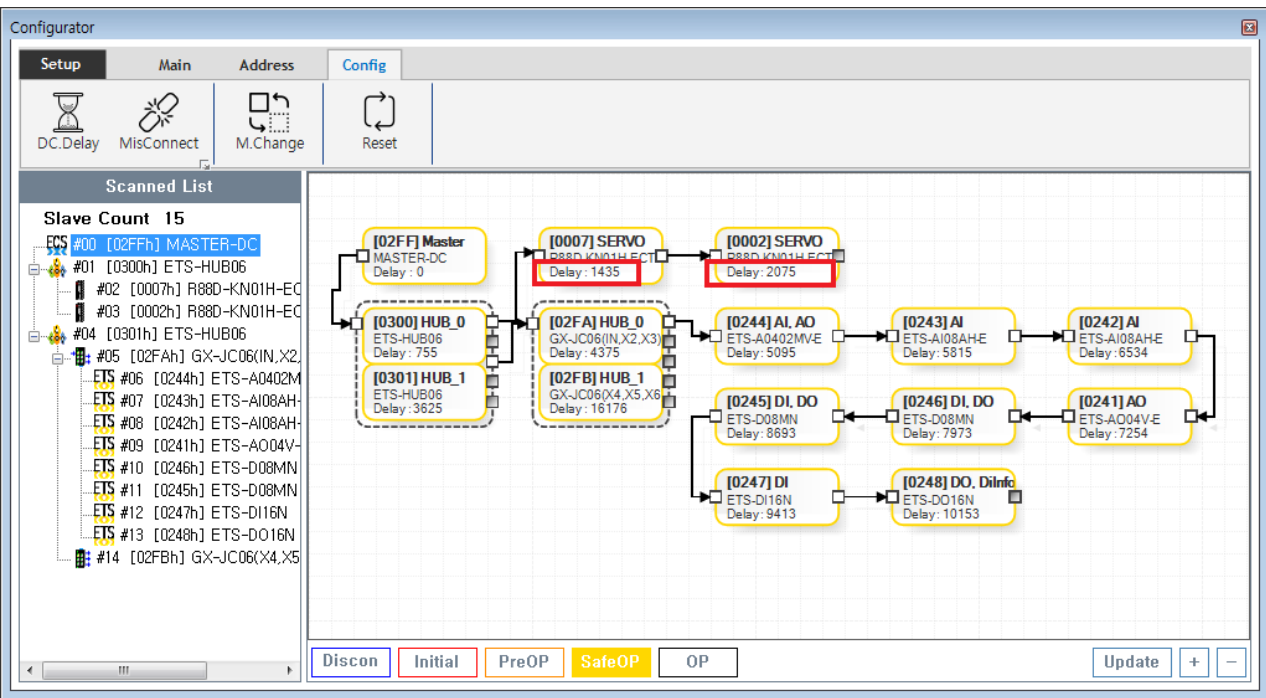 Configurator
Setup Main Address Config
DC.Delay MisConnect M.Change Reset
Scanned List
Slave Count 15
ECS #00 [02FFh] MASTER-DC
#01 [0300h] ETS-HUB06
#02 [0007h] R88D-KN01H-EC
#03 [0002h] R88D-KN01H-EC
#04 [0301h] ETS-HUB06
#05 [02FAh] GX-JC06(IN,X2,
ETS #06 [0244h] ETS-A0402M
ETS #07 [0243h] ETS-AI08AH-
ETS #08 [0242h] ETS-AI08AH-
ETS #09 [0241h] ETS-AO04V-
ETS #10 [0246h] ETS-D08MN
ETS #11 [0245h] ETS-D08MN
ETS #12 [0247h] ETS-DI16N
ETS #13 [0248h] ETS-DO16N
#14 [02FBh] GX-JC06(X4,X5
[02FF] Master
MASTER-DC
Delay : 0
[0007] SERVO
R88D-KN01H-ECT
Delay : 1435
[0002] SERVO
R88D-KN01H-ECT
Delay : 2075
[0300] HUB_0
ETS-HUB06
Delay : 755
[0301] HUB_1
ETS-HUB06
Delay : 3625
[02FA] HUB_0
GX-JC06(IN,X2,X3)
Delay : 4375
[02FB] HUB_1
GX-JC06(X4,X5,X6
Delay : 16176
[0244] AI, AO
ETS-A0402MV-E
Delay : 5095
[0243] AI
ETS-AI08AH-E
Delay : 5815
[0242] AI
ETS-AI08AH-E
Delay : 6534
[0245] DI, DO
ETS-D08MN
Delay : 8693
[0246] DI, DO
ETS-D08MN
Delay : 7973
[0241] AO
ETS-AO04V-E
Delay : 7254
[0247] DI
ETS-DI16N
Delay : 9413
[0248] DO, DiInfo
ETS-DO16N
Delay : 10153
Discon Initial PreOP SafeOP OP Update + −